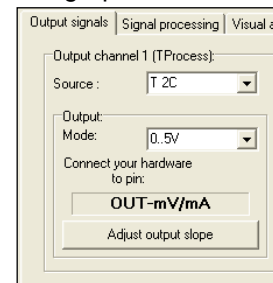 Output signals Signal processing Visual
Output channel 1 (TProcess):
Source : T 2C
Output:
Mode: 0..5V
Connect your hardware
to pin:
OUT-mV/mA
Adjust output slope